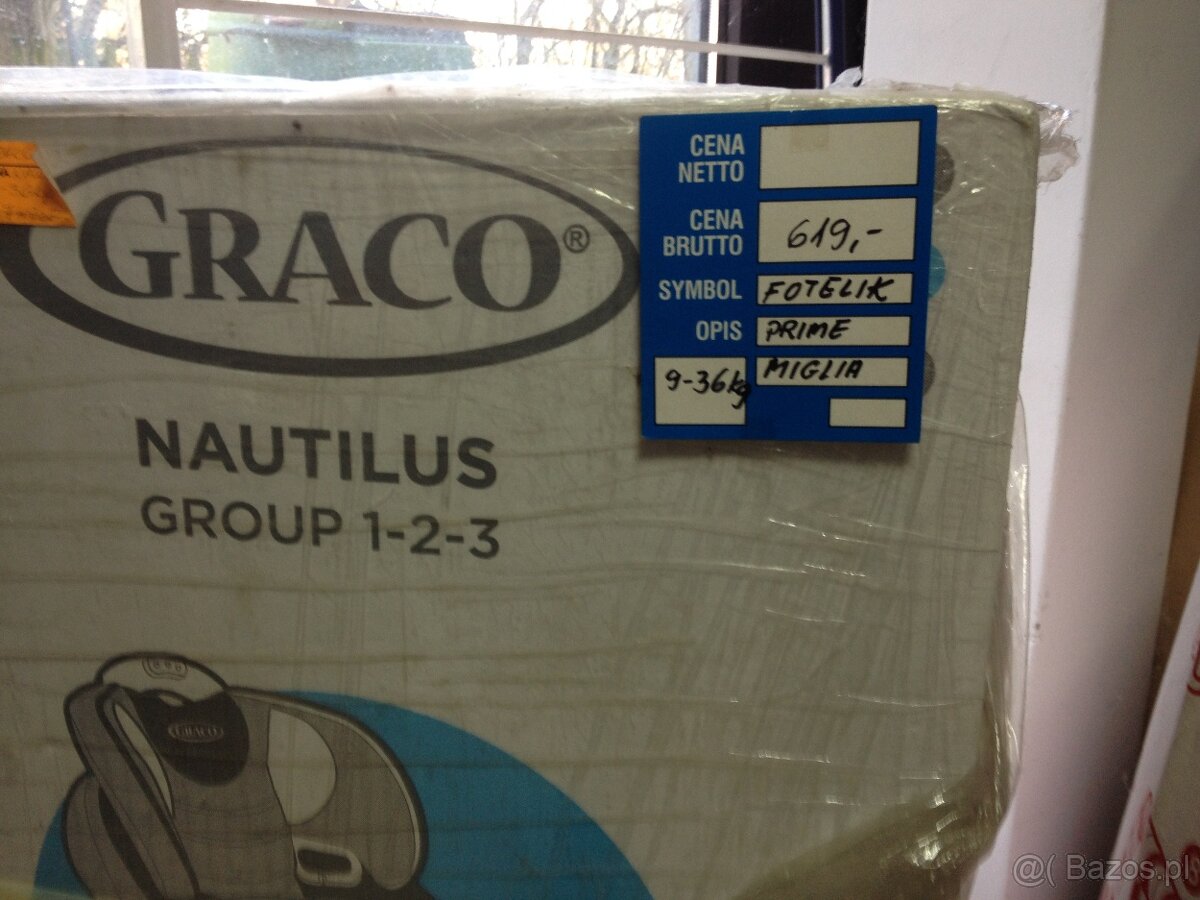 GRACO®
NAUTILUS
GROUP 1-2-3
CENA NETTO
CENA BRUTTO 619,-
SYMBOL FOTELIK
OPIS PRIME
9-36kg MIGLIA
GRACO
@( Bazos.pl